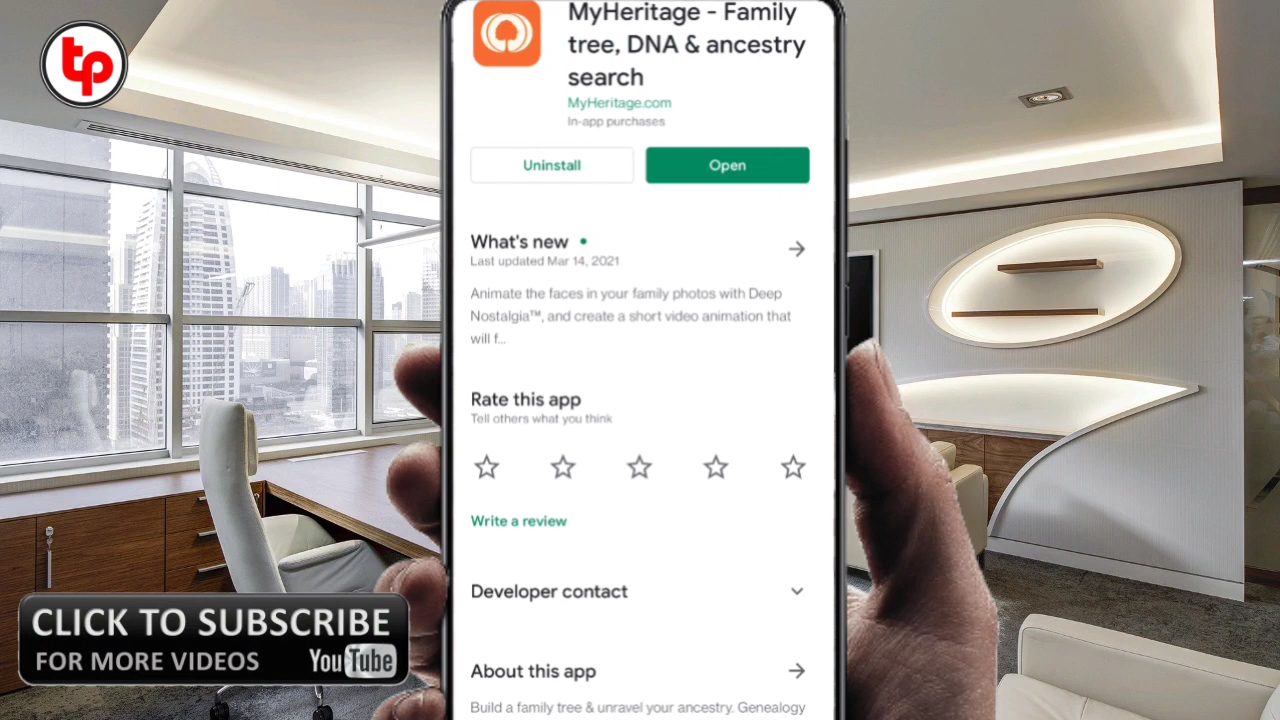 tp
MyHeritage - Family
tree, DNA & ancestry
search
MyHeritage.com
In-app purchases
Uninstall
Open
What's new
Last updated Mar 14, 2021
Animate the faces in your family photos with Deep
Nostalgia™, and create a short video animation that
will f...
Rate this app
Tell others what you think
Write a review
Developer contact
About this app
Build a family tree & unravel your ancestry. Genealogy
CLICK TO SUBSCRIBE
FOR MORE VIDEOS YouTube